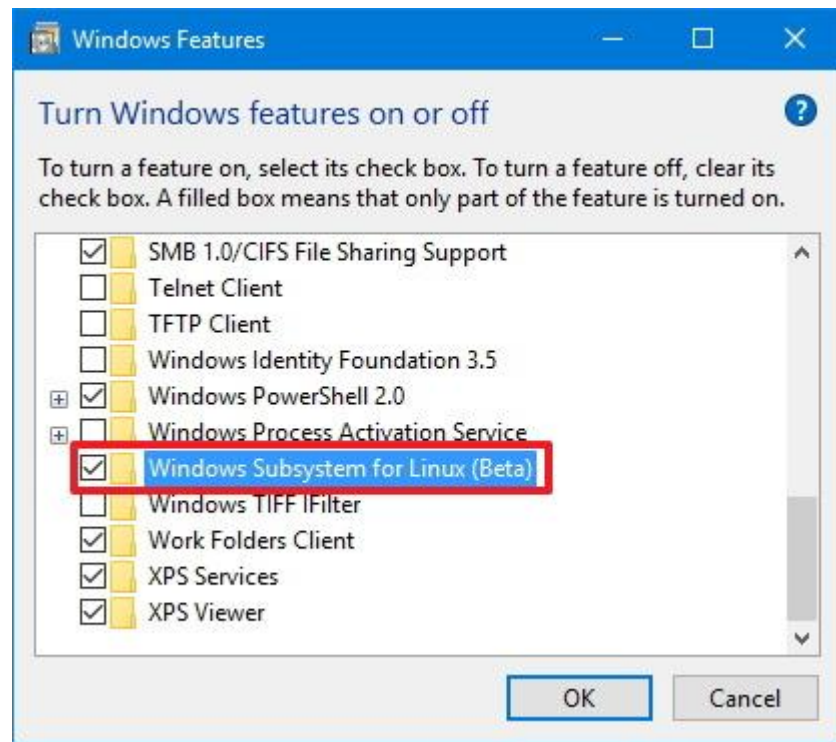 Windows Features
Turn Windows features on or off
To turn a feature on, select its check box. To turn a feature off, clear its
check box. A filled box means that only part of the feature is turned on.
SMB 1.0/CIFS File Sharing Support
Telnet Client
TFTP Client
Windows Identity Foundation 3.5
Windows PowerShell 2.0
Windows Process Activation Service
Windows Subsystem for Linux (Beta)
Windows TIFF IFilter
Work Folders Client
XPS Services
XPS Viewer
OK
Cancel